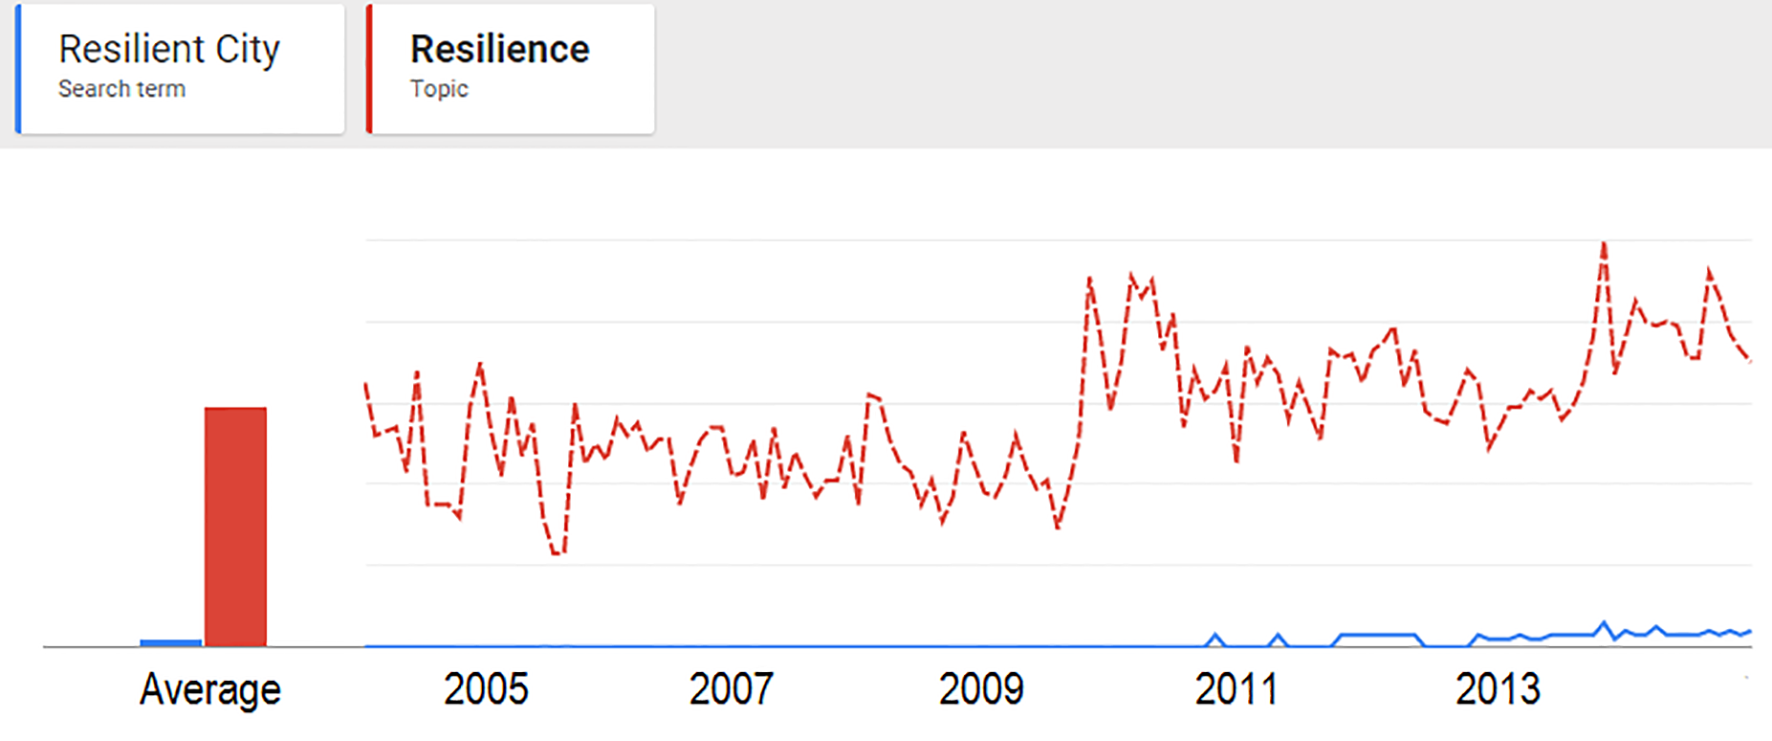 Resilient City
Search term
Resilience
Topic
Average 2005 2007 2009 2011 2013